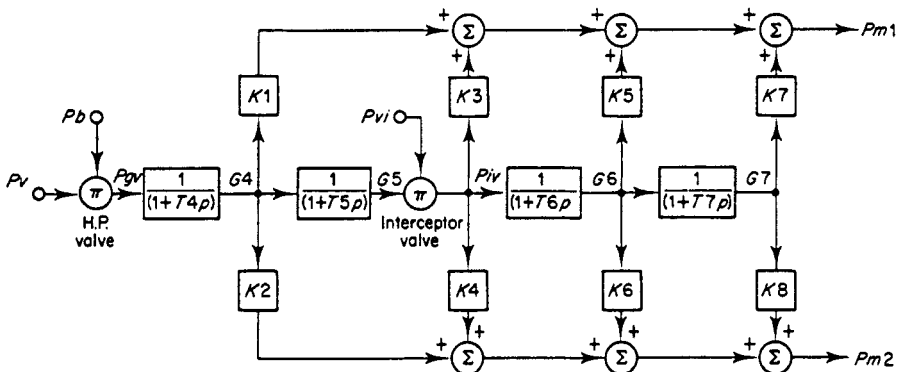 + Σ + Σ + Σ Pm1
+ + +
K1 K3 K5 K7
Pb Pvi
Pv π Pgv 1/(1+T4p) G4 1/(1+T5p) G5 π Piv 1/(1+T6p) G6 1/(1+T7p) G7
H.P. valve
Interceptor valve
K2 K4 K6 K8
+ + +
+ Σ + Σ + Σ Pm2